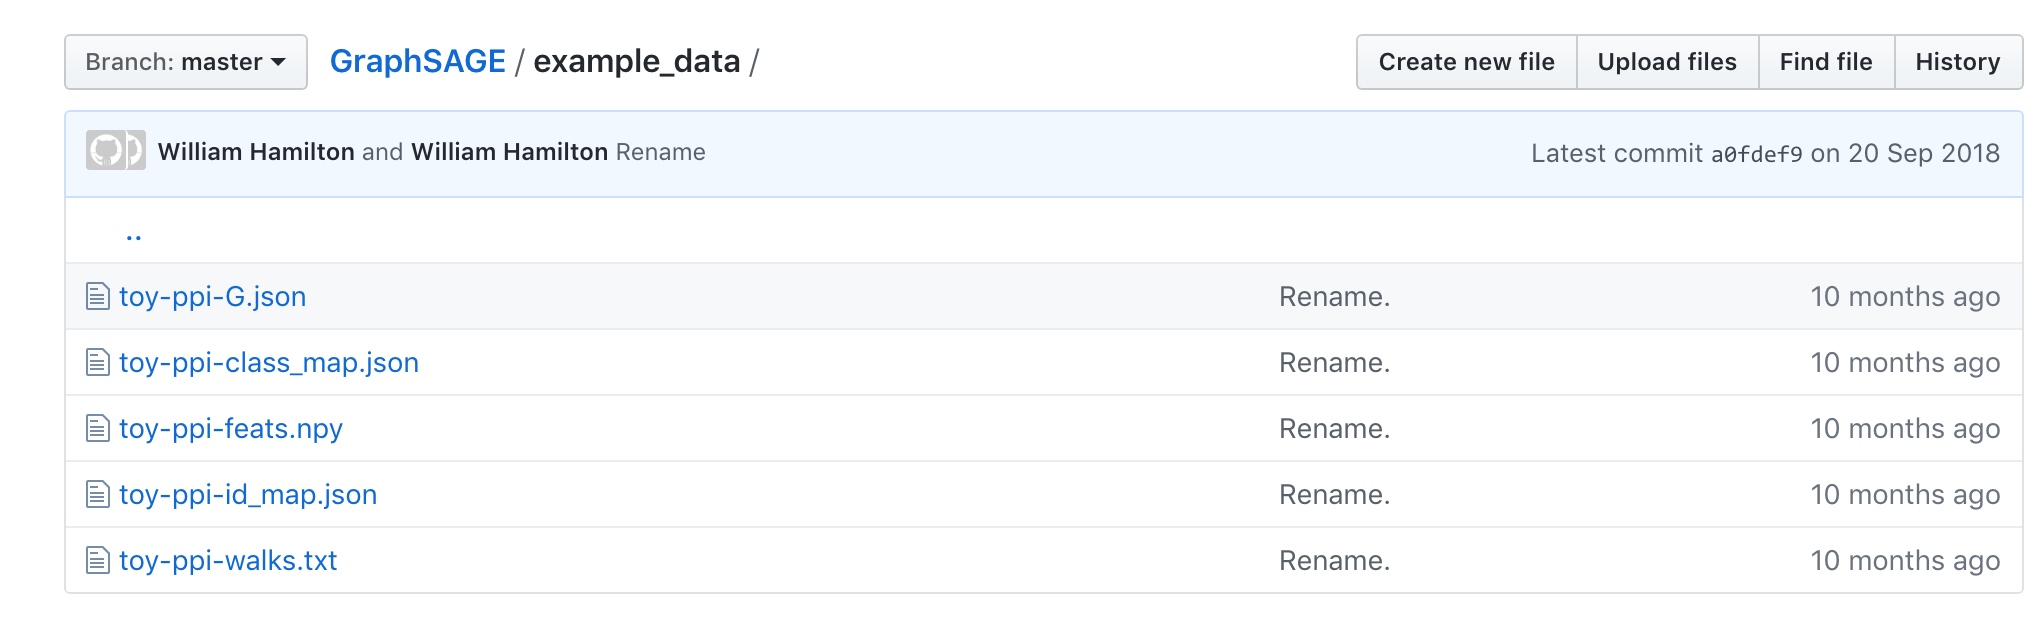 Branch: master GraphSAGE / example_data / Create new file Upload files Find file History
William Hamilton and William Hamilton Rename Latest commit a0fdef9 on 20 Sep 2018
..
toy-ppi-G.json Rename. 10 months ago
toy-ppi-class_map.json Rename. 10 months ago
toy-ppi-feats.npy Rename. 10 months ago
toy-ppi-id_map.json Rename. 10 months ago
toy-ppi-walks.txt Rename. 10 months ago